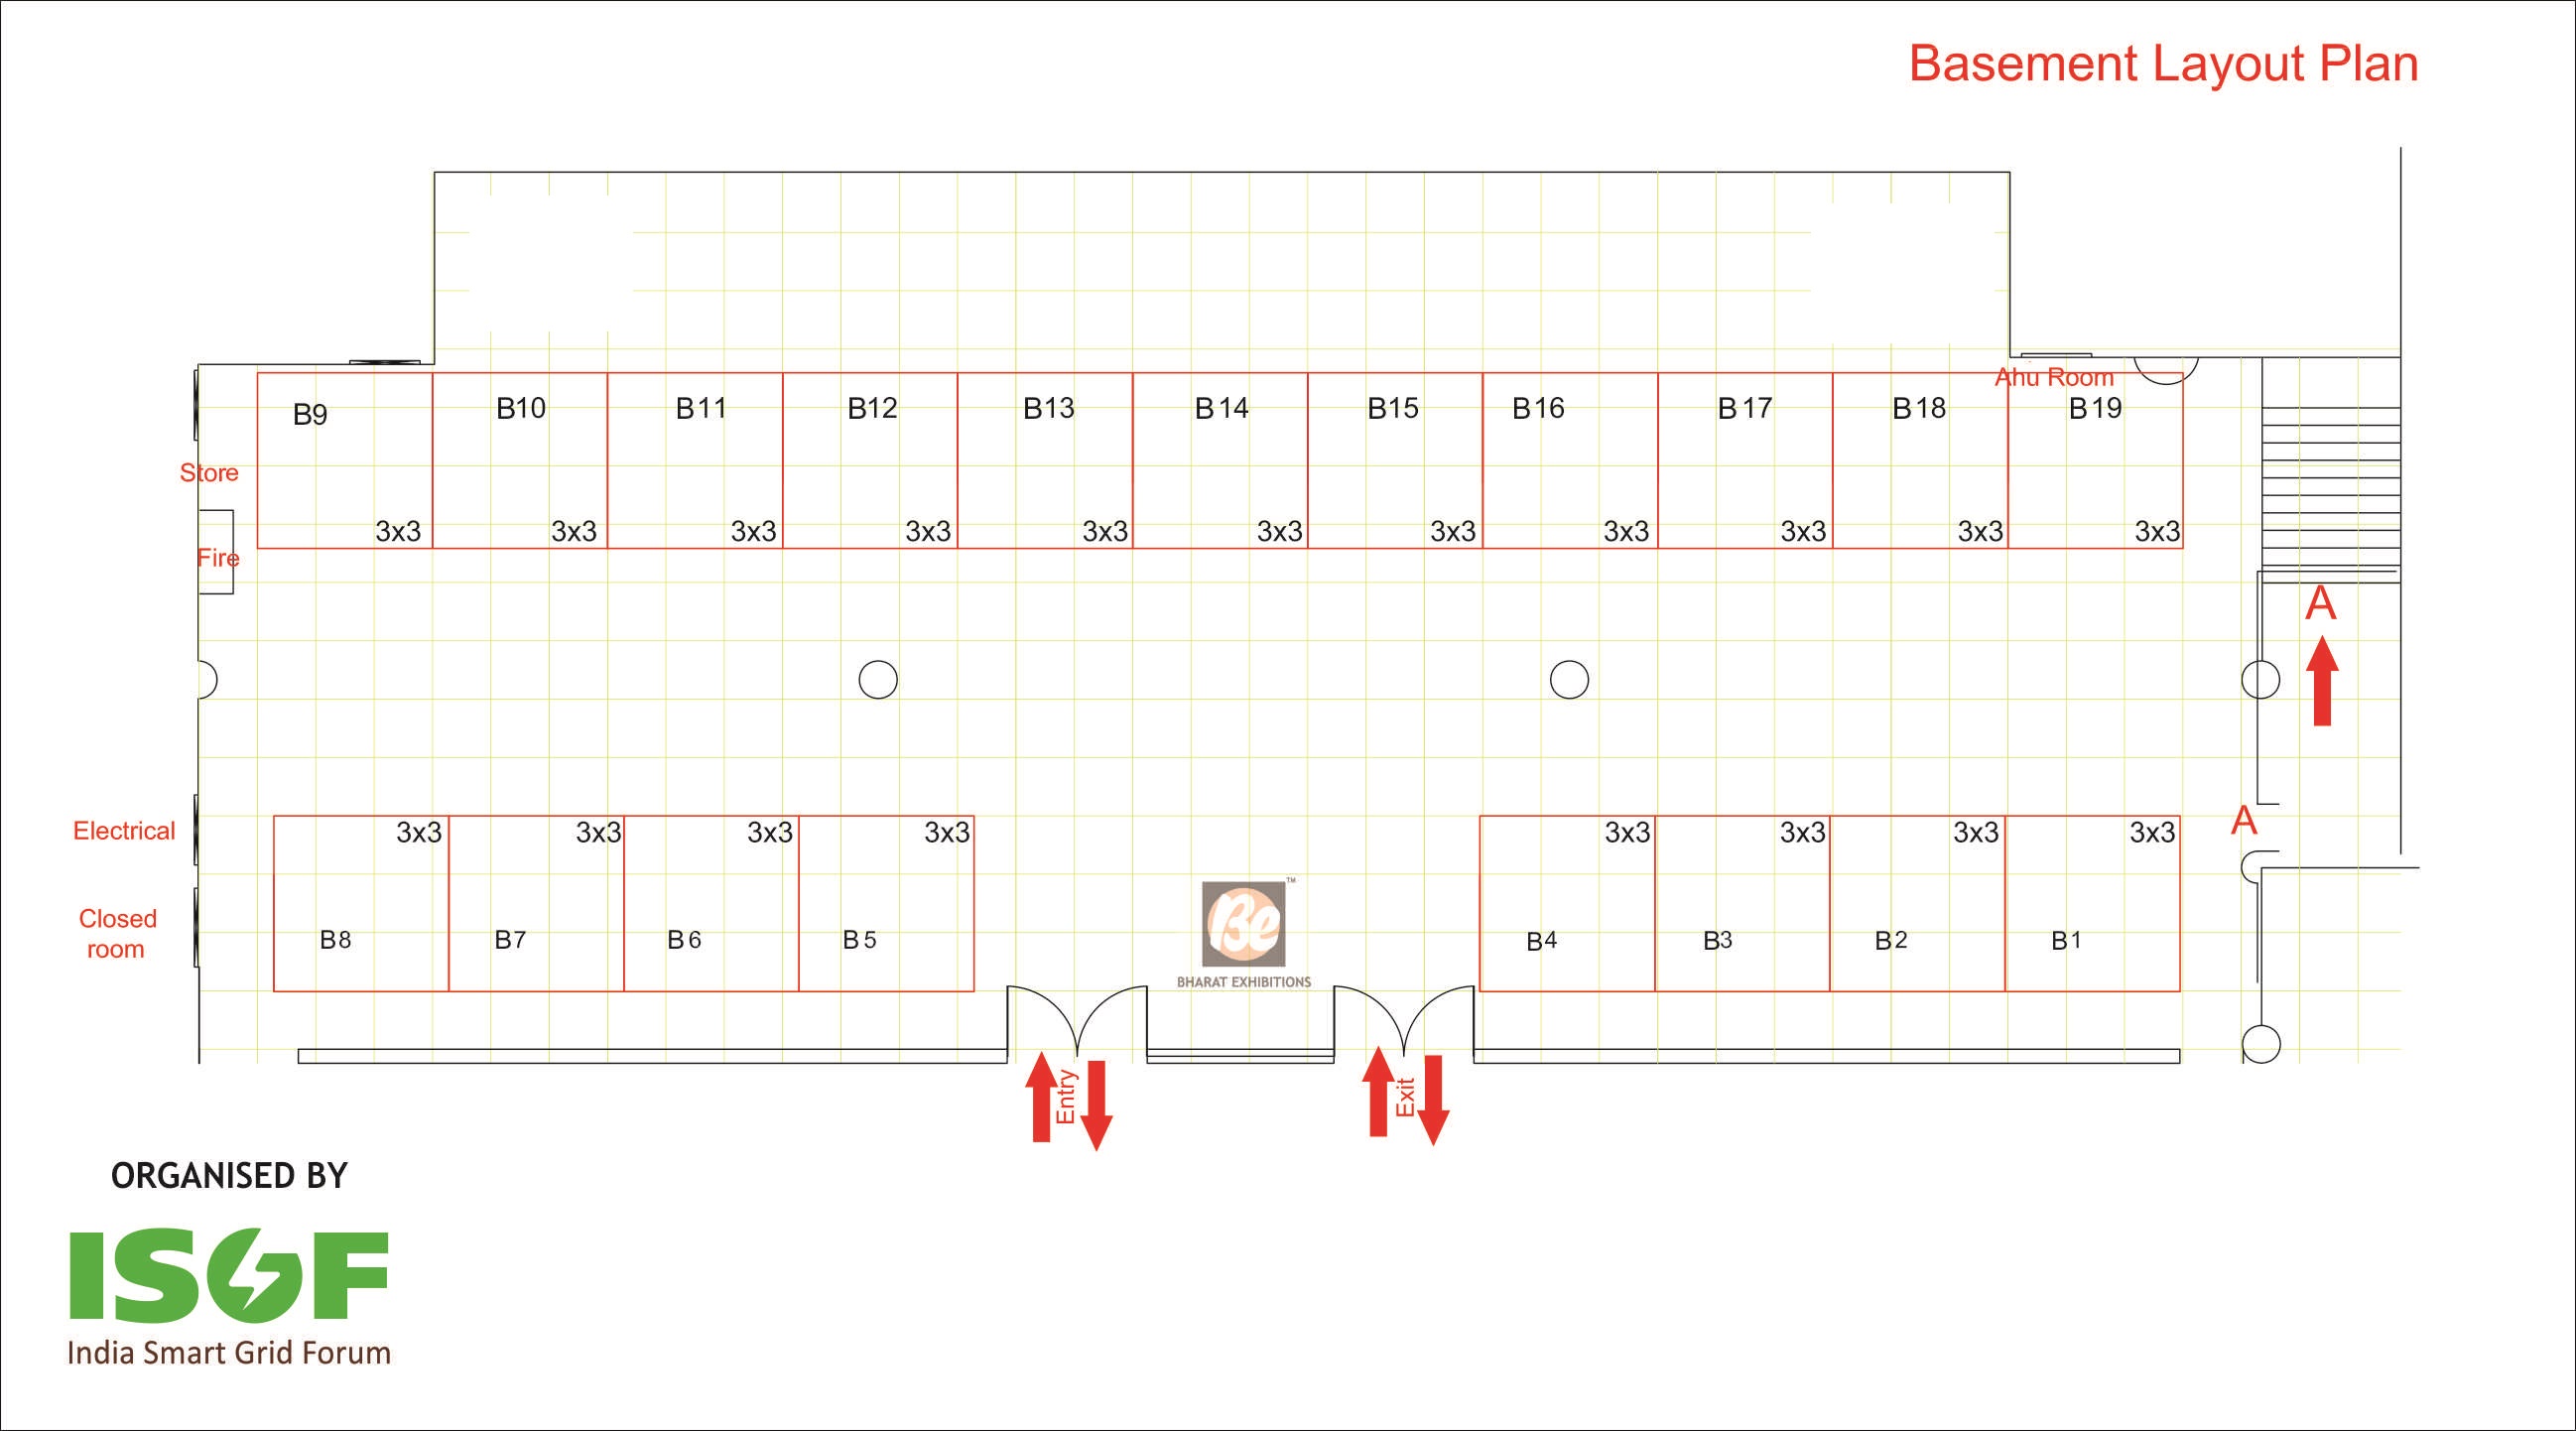 Basement Layout Plan
Ahu Room
B9
B10
B11
B12
B13
B14
B15
B16
B17
B18
B19
Store
3x3
3x3
3x3
3x3
3x3
3x3
3x3
3x3
3x3
3x3
3x3
Fire
A
A
Electrical
3x3
3x3
3x3
3x3
3x3
3x3
3x3
3x3
Closed
room
B8
B7
B6
B5
Be
TM
BHARAT EXHIBITIONS
B4
B3
B2
B1
Entry
Exit
ORGANISED BY
ISGF
India Smart Grid Forum